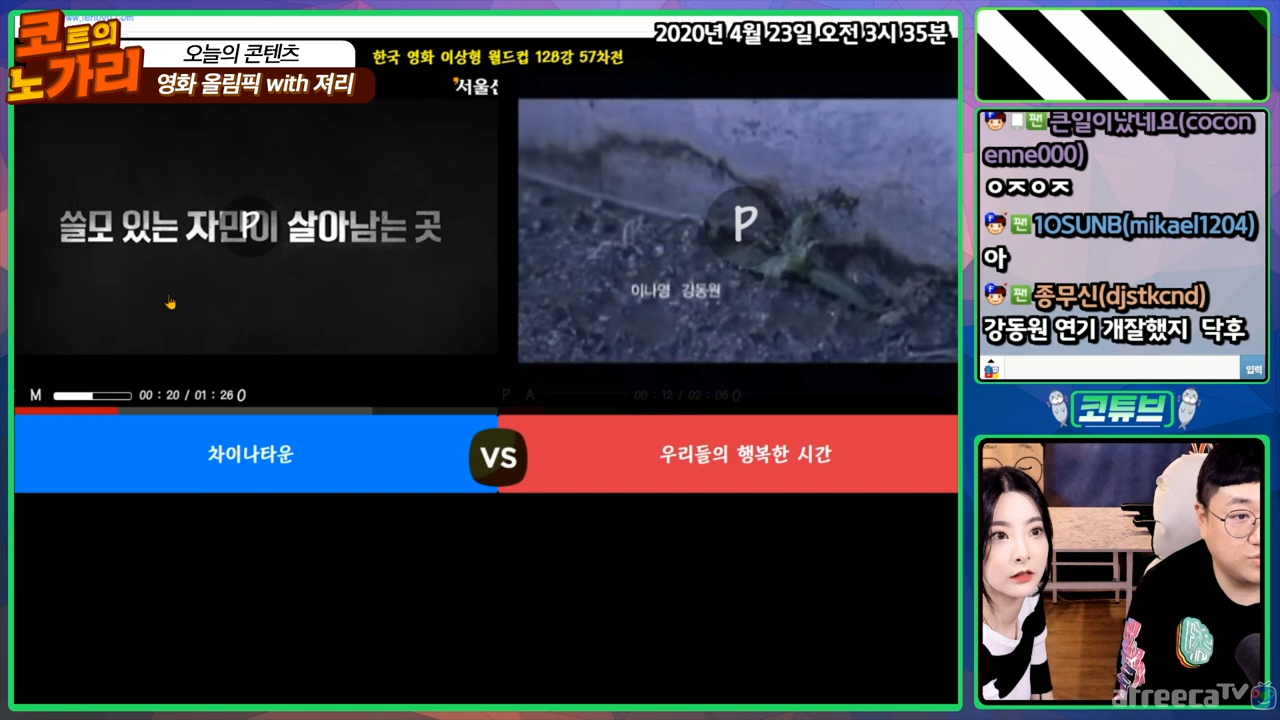 www.lenovo.com
코트의
노가리
오늘의 콘텐츠
영화 올림픽 with 져리
한국 영화 이상형 월드컵 128강 57차전
2020년 4월 23일 오전 3시 35분
쓸모 있는 자만이 살아남는 곳
P
P
이나영 강동원
M 00 : 20 / 01 : 26
P A 00 : 12 / 02 : 06
차이나타운
VS
우리들의 행복한 시간
팬 큰일이났네요(cocon
enne000)
ㅇㅈㅇㅈ
팬 1OSUNB(mikael1204)
아
팬 종무신(djstkcnd)
강동원 연기 개잘했지 닥후
입력
코튜브
afreecaTV